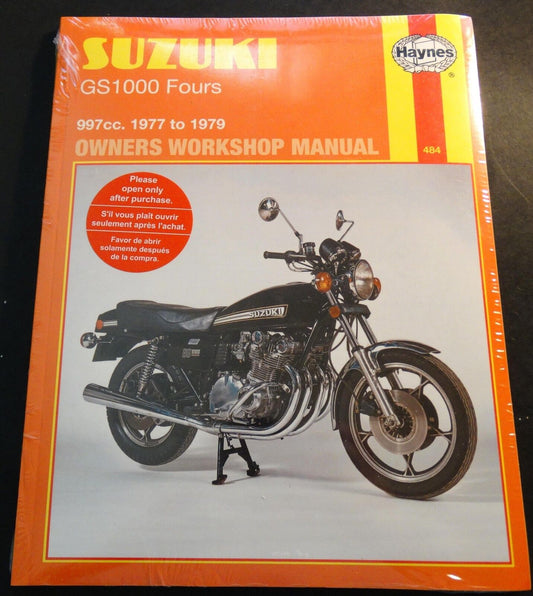 SUZUKI
GS1000 Fours
Haynes
®
997cc. 1977 to 1979
OWNERS WORKSHOP MANUAL
484
Please
open only
after purchase.
S'il vous plaît ouvrir
seulement après l'achat.
Favor de abrir
solamente después
de la compra.
SUZUKI